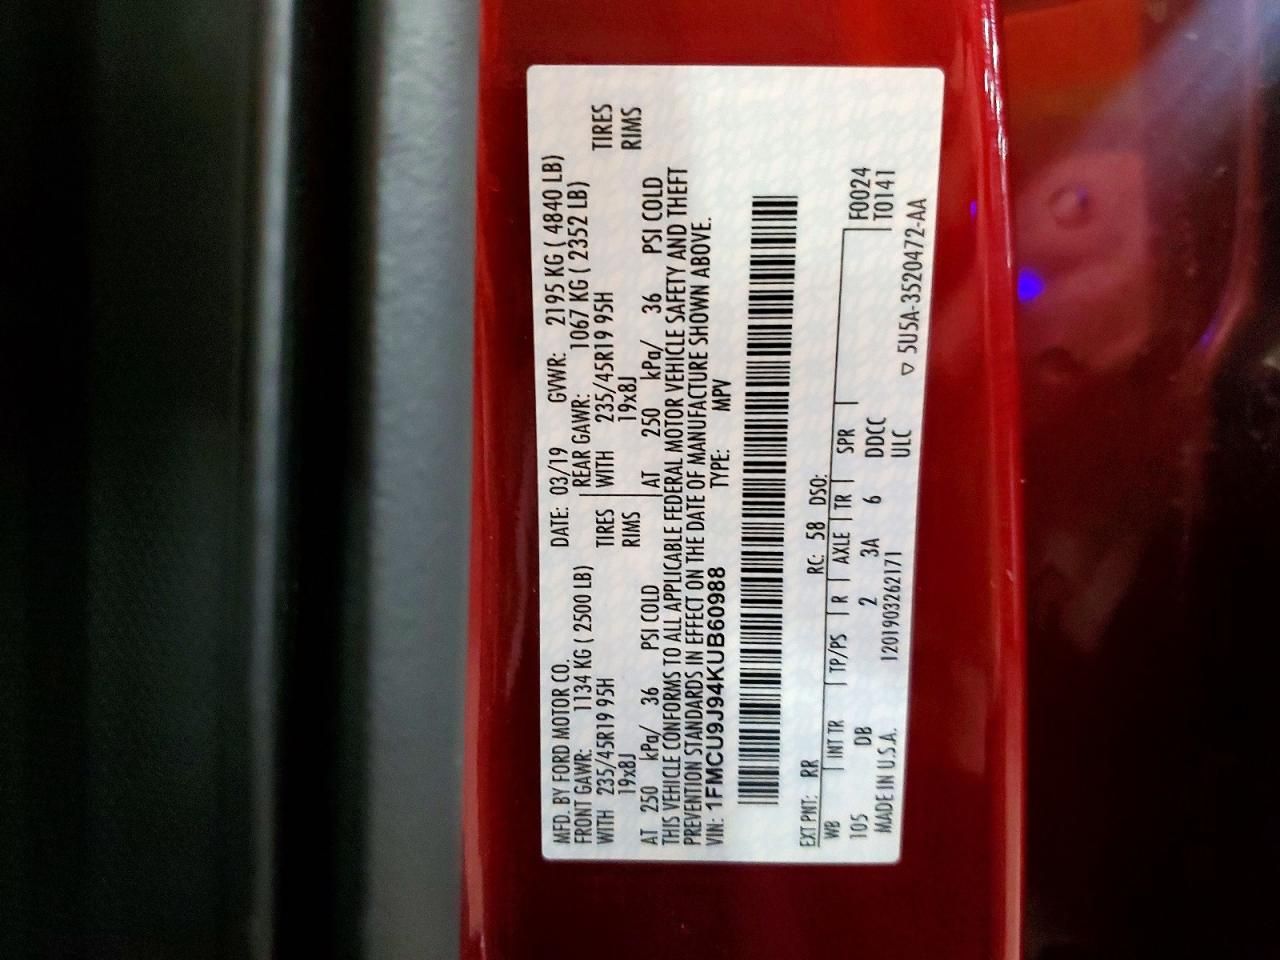 MFD. BY FORD MOTOR CO. DATE: 03/19 GVWR: 2195 KG ( 4840 LB)
FRONT GAWR: 1134 KG ( 2500 LB) REAR GAWR: 1067 KG ( 2352 LB)
WITH 235/45R19 95H TIRES WITH 235/45R19 95H TIRES
19x8J RIMS 19x8J RIMS
AT 250 kPa/ 36 PSI COLD AT 250 kPa/ 36 PSI COLD
THIS VEHICLE CONFORMS TO ALL APPLICABLE FEDERAL MOTOR VEHICLE SAFETY AND THEFT
PREVENTION STANDARDS IN EFFECT ON THE DATE OF MANUFACTURE SHOWN ABOVE.
VIN: 1FMCU9J94KUB60988 TYPE: MPV
EXT PNT: RR RC: 58 DSO:
WB INT TR TP/PS R AXLE TR SPR F0024
105 DB 2 3A 6 DDCC T0141
MADE IN U.S.A. 1201903262171 ULC
▽ 5U5A-3520472-AA